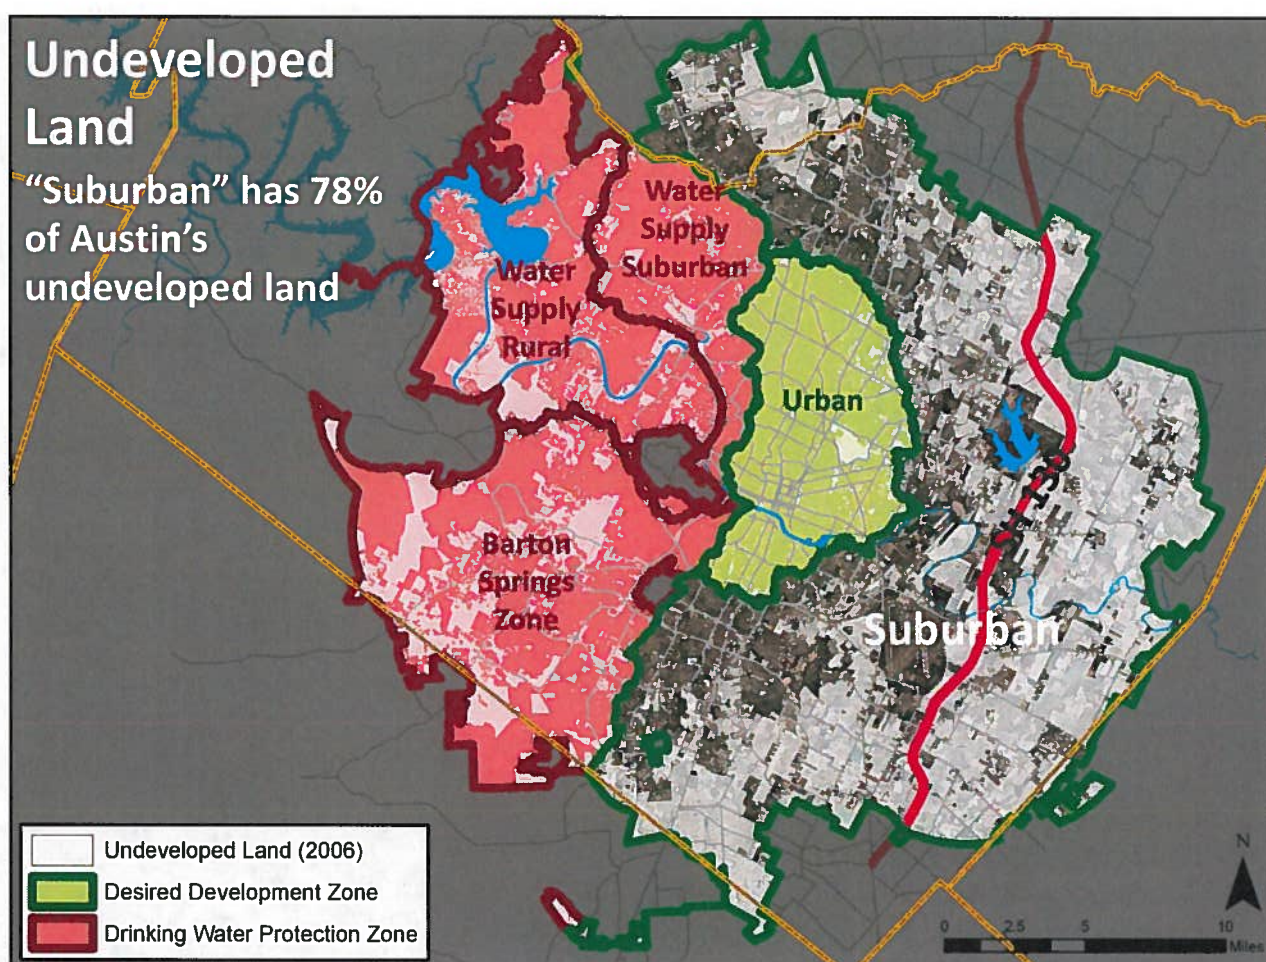 Undeveloped
Land
“Suburban” has 78%
of Austin’s
undeveloped land
Water
Supply
Suburban
Water
Supply
Rural
Urban
Barton
Springs
Zone
Suburban
Undeveloped Land (2006)
Desired Development Zone
Drinking Water Protection Zone
N
0 2.5 5 10
Miles